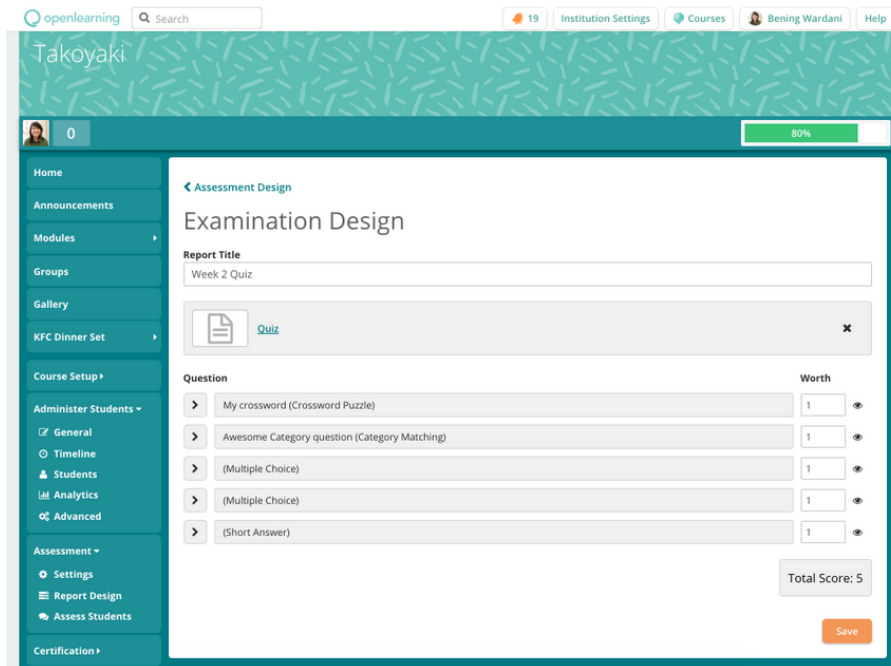 openlearning
Search
19
Institution Settings
Courses
Bening Wardani
Help
Takoyaki
0
80%
Home
Announcements
Modules
Groups
Gallery
KFC Dinner Set
Course Setup
Administer Students
General
Timeline
Students
Analytics
Advanced
Assessment
Settings
Report Design
Assess Students
Certification
Assessment Design
Examination Design
Report Title
Week 2 Quiz
Quiz
Question Worth
My crossword (Crossword Puzzle) 1
Awesome Category question (Category Matching) 1
(Multiple Choice) 1
(Multiple Choice) 1
(Short Answer) 1
Total Score: 5
Save